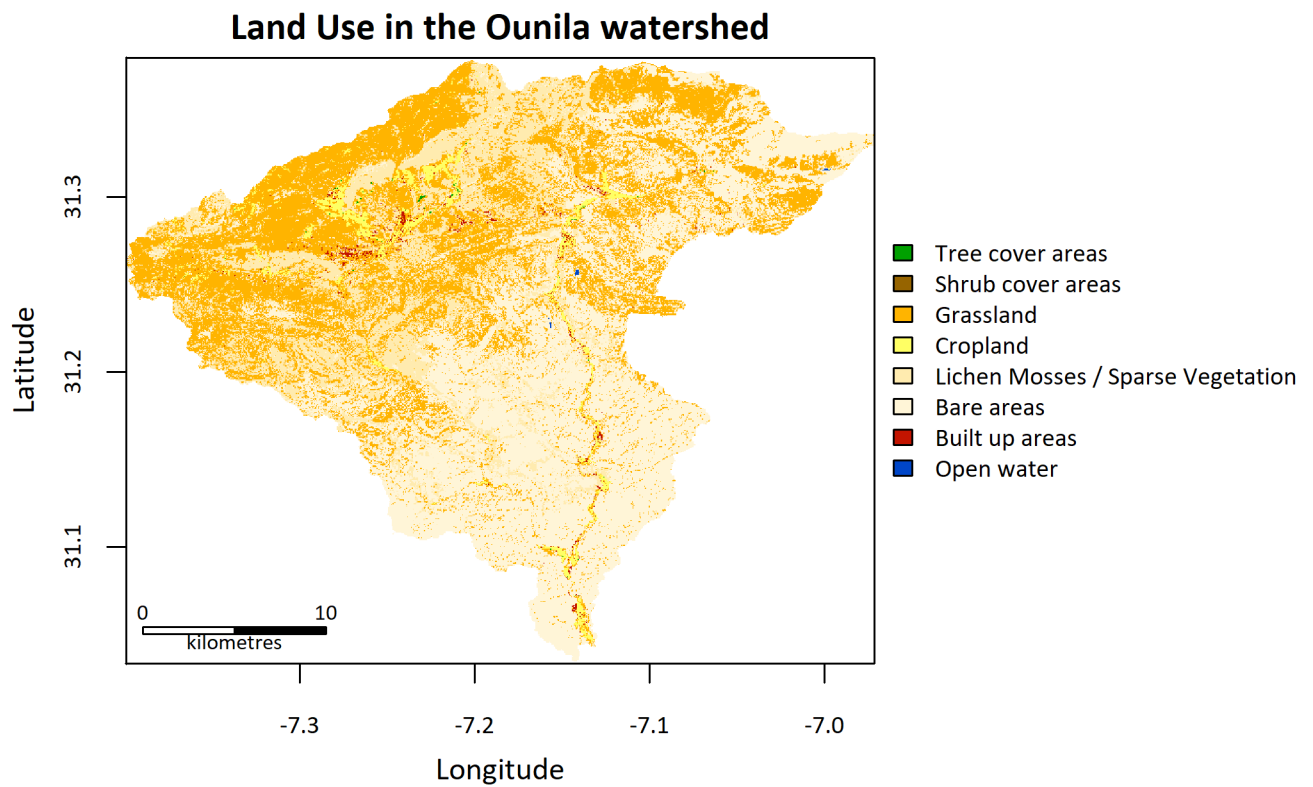 Land Use in the Ounila watershed
Latitude
31.3
31.2
31.1
0 10
kilometres
-7.3 -7.2 -7.1 -7.0
Longitude
Tree cover areas
Shrub cover areas
Grassland
Cropland
Lichen Mosses / Sparse Vegetation
Bare areas
Built up areas
Open water